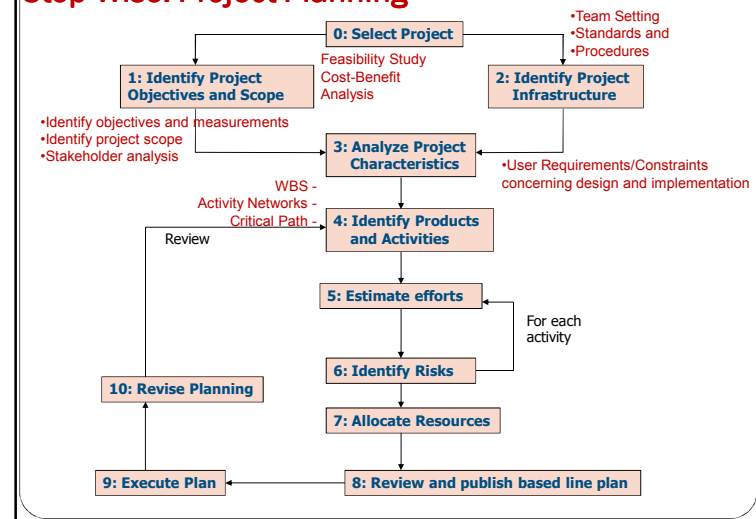 Step Wise: Project Planning
0: Select Project
•Team Setting
•Standards and
•Procedures
Feasibility Study
Cost-Benefit
Analysis
1: Identify Project
Objectives and Scope
2: Identify Project
Infrastructure
•Identify objectives and measurements
•Identify project scope
•Stakeholder analysis
3: Analyze Project
Characteristics
•User Requirements/Constraints
concerning design and implementation
WBS -
Activity Networks -
Critical Path -
Review
4: Identify Products
and Activities
5: Estimate efforts
For each
activity
6: Identify Risks
10: Revise Planning
7: Allocate Resources
9: Execute Plan
8: Review and publish based line plan